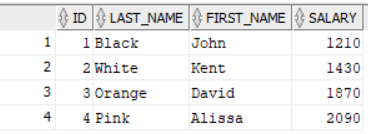 ID LAST_NAME FIRST_NAME SALARY
1 1 Black John 1210
2 2 White Kent 1430
3 3 Orange David 1870
4 4 Pink Alissa 2090